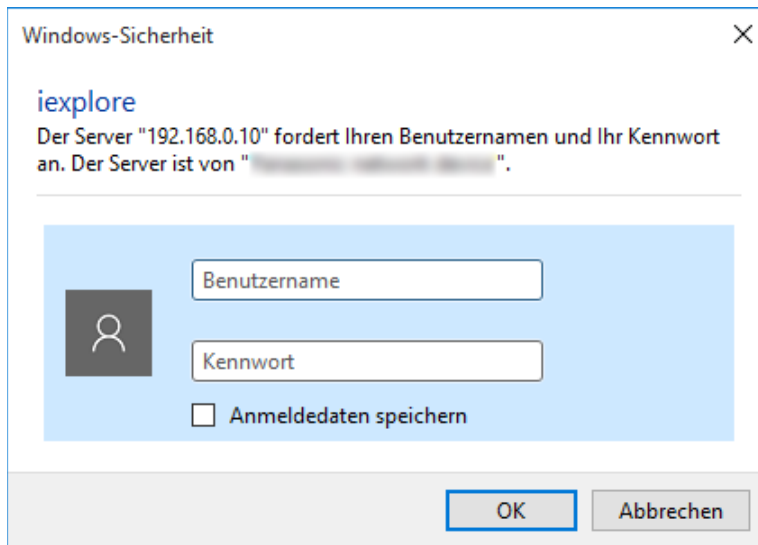 Windows-Sicherheit
iexplore
Der Server "192.168.0.10" fordert Ihren Benutzernamen und Ihr Kennwort
an. Der Server ist von " ".
Benutzername
Kennwort
Anmeldedaten speichern
OK
Abbrechen